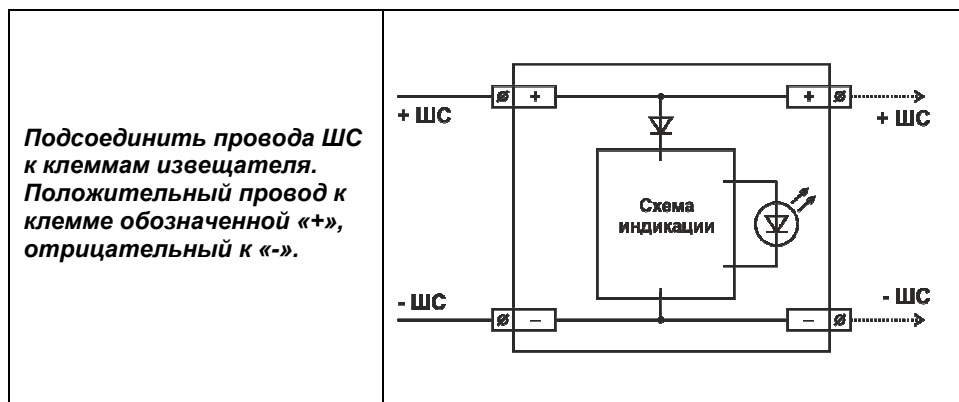 Подсоединить провода ШС
к клеммам извещателя.
Положительный провод к
клемме обозначенной «+»,
отрицательный к «-».
+ +
+ ШС + ШС
Схема
индикации
- ШС - ШС
– –